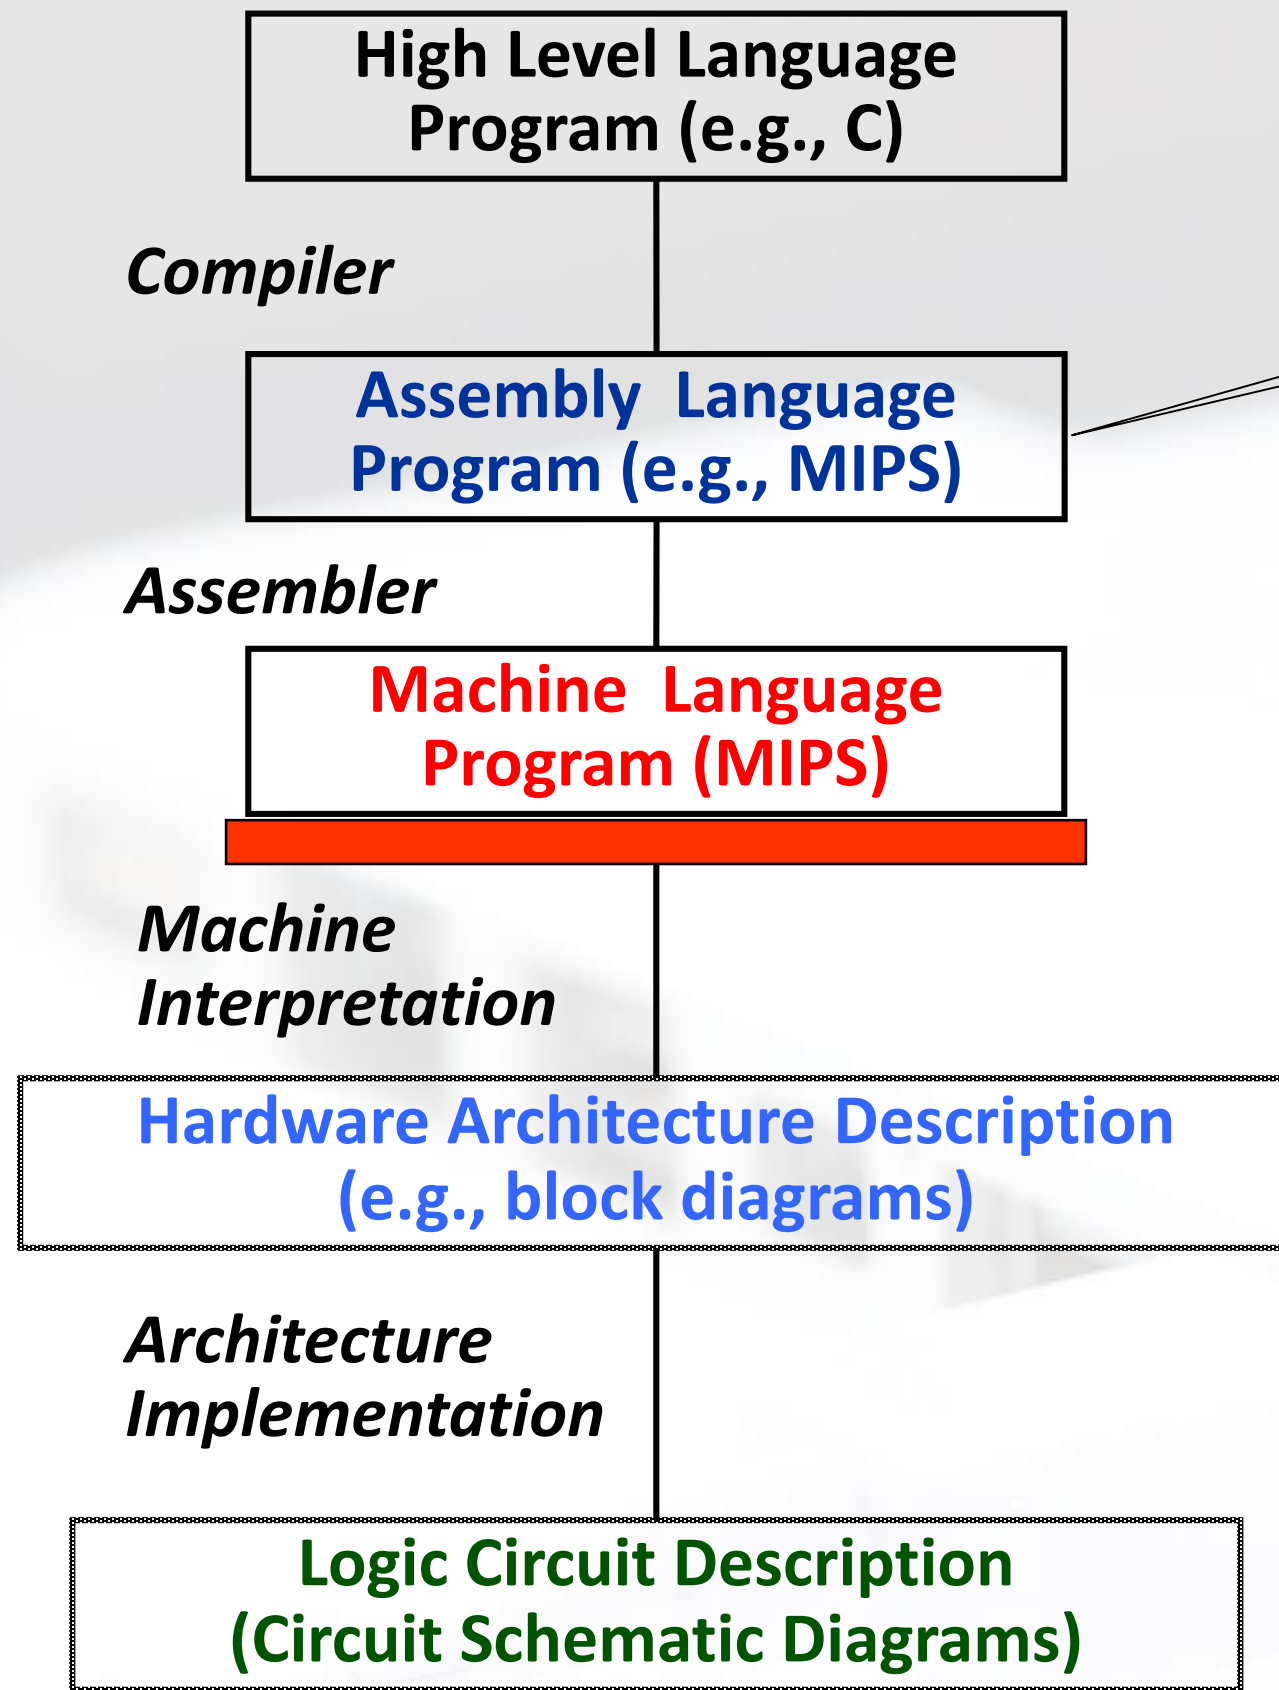 High Level Language
Program (e.g., C)
Compiler
Assembly Language
Program (e.g., MIPS)
Assembler
Machine Language
Program (MIPS)
Machine
Interpretation
Hardware Architecture Description
(e.g., block diagrams)
Architecture
Implementation
Logic Circuit Description
(Circuit Schematic Diagrams)